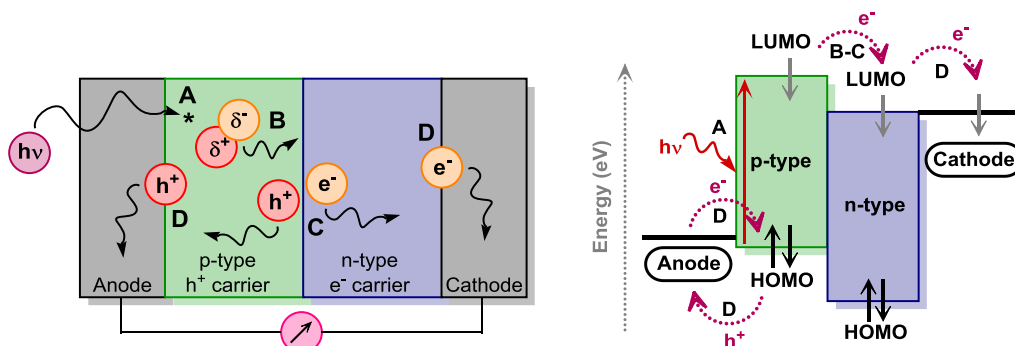 A
*
δ-
δ+
B
hν
D
e-
h+
D
h+
e-
C
p-type
h+ carrier
n-type
e- carrier
Anode
Cathode
e-
LUMO
B-C
e-
LUMO
D
A
hν
p-type
Cathode
e-
D
n-type
Energy (eV)
Anode
HOMO
D
h+
HOMO